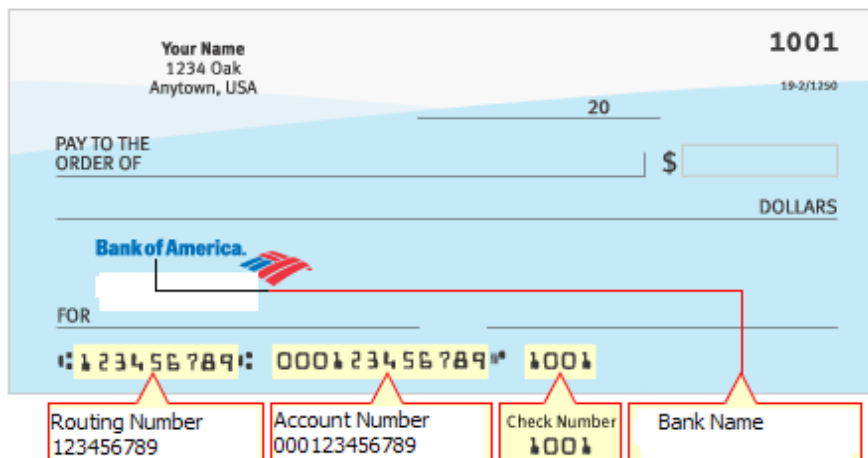 Your Name
1001
1234 Oak
Anytown, USA
19-2/1250
20
PAY TO THE
ORDER OF
$
DOLLARS
Bank of America.
FOR
⑆123456789⑆ 000123456789⑈ 1001
Routing Number
123456789
Account Number
000123456789
Check Number
1001
Bank Name